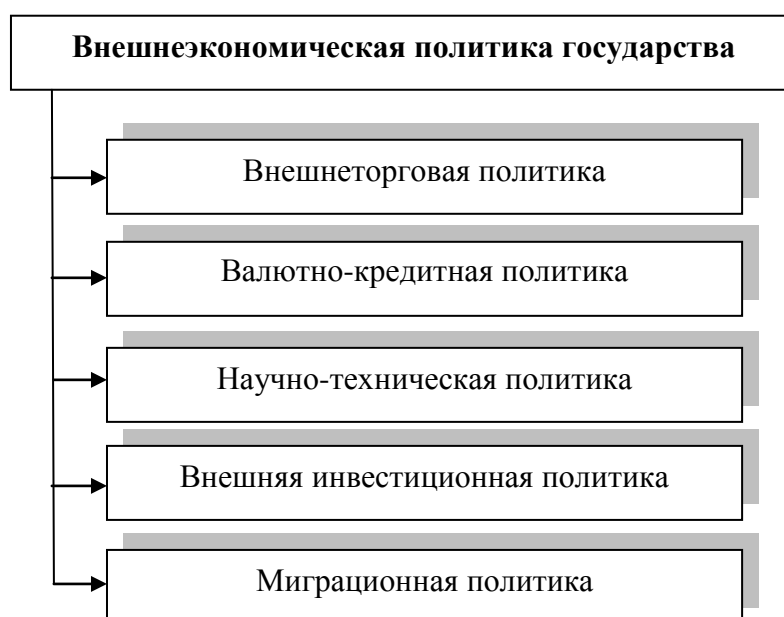 Внешнеэкономическая политика государства
Внешнеторговая политика
Валютно-кредитная политика
Научно-техническая политика
Внешняя инвестиционная политика
Миграционная политика